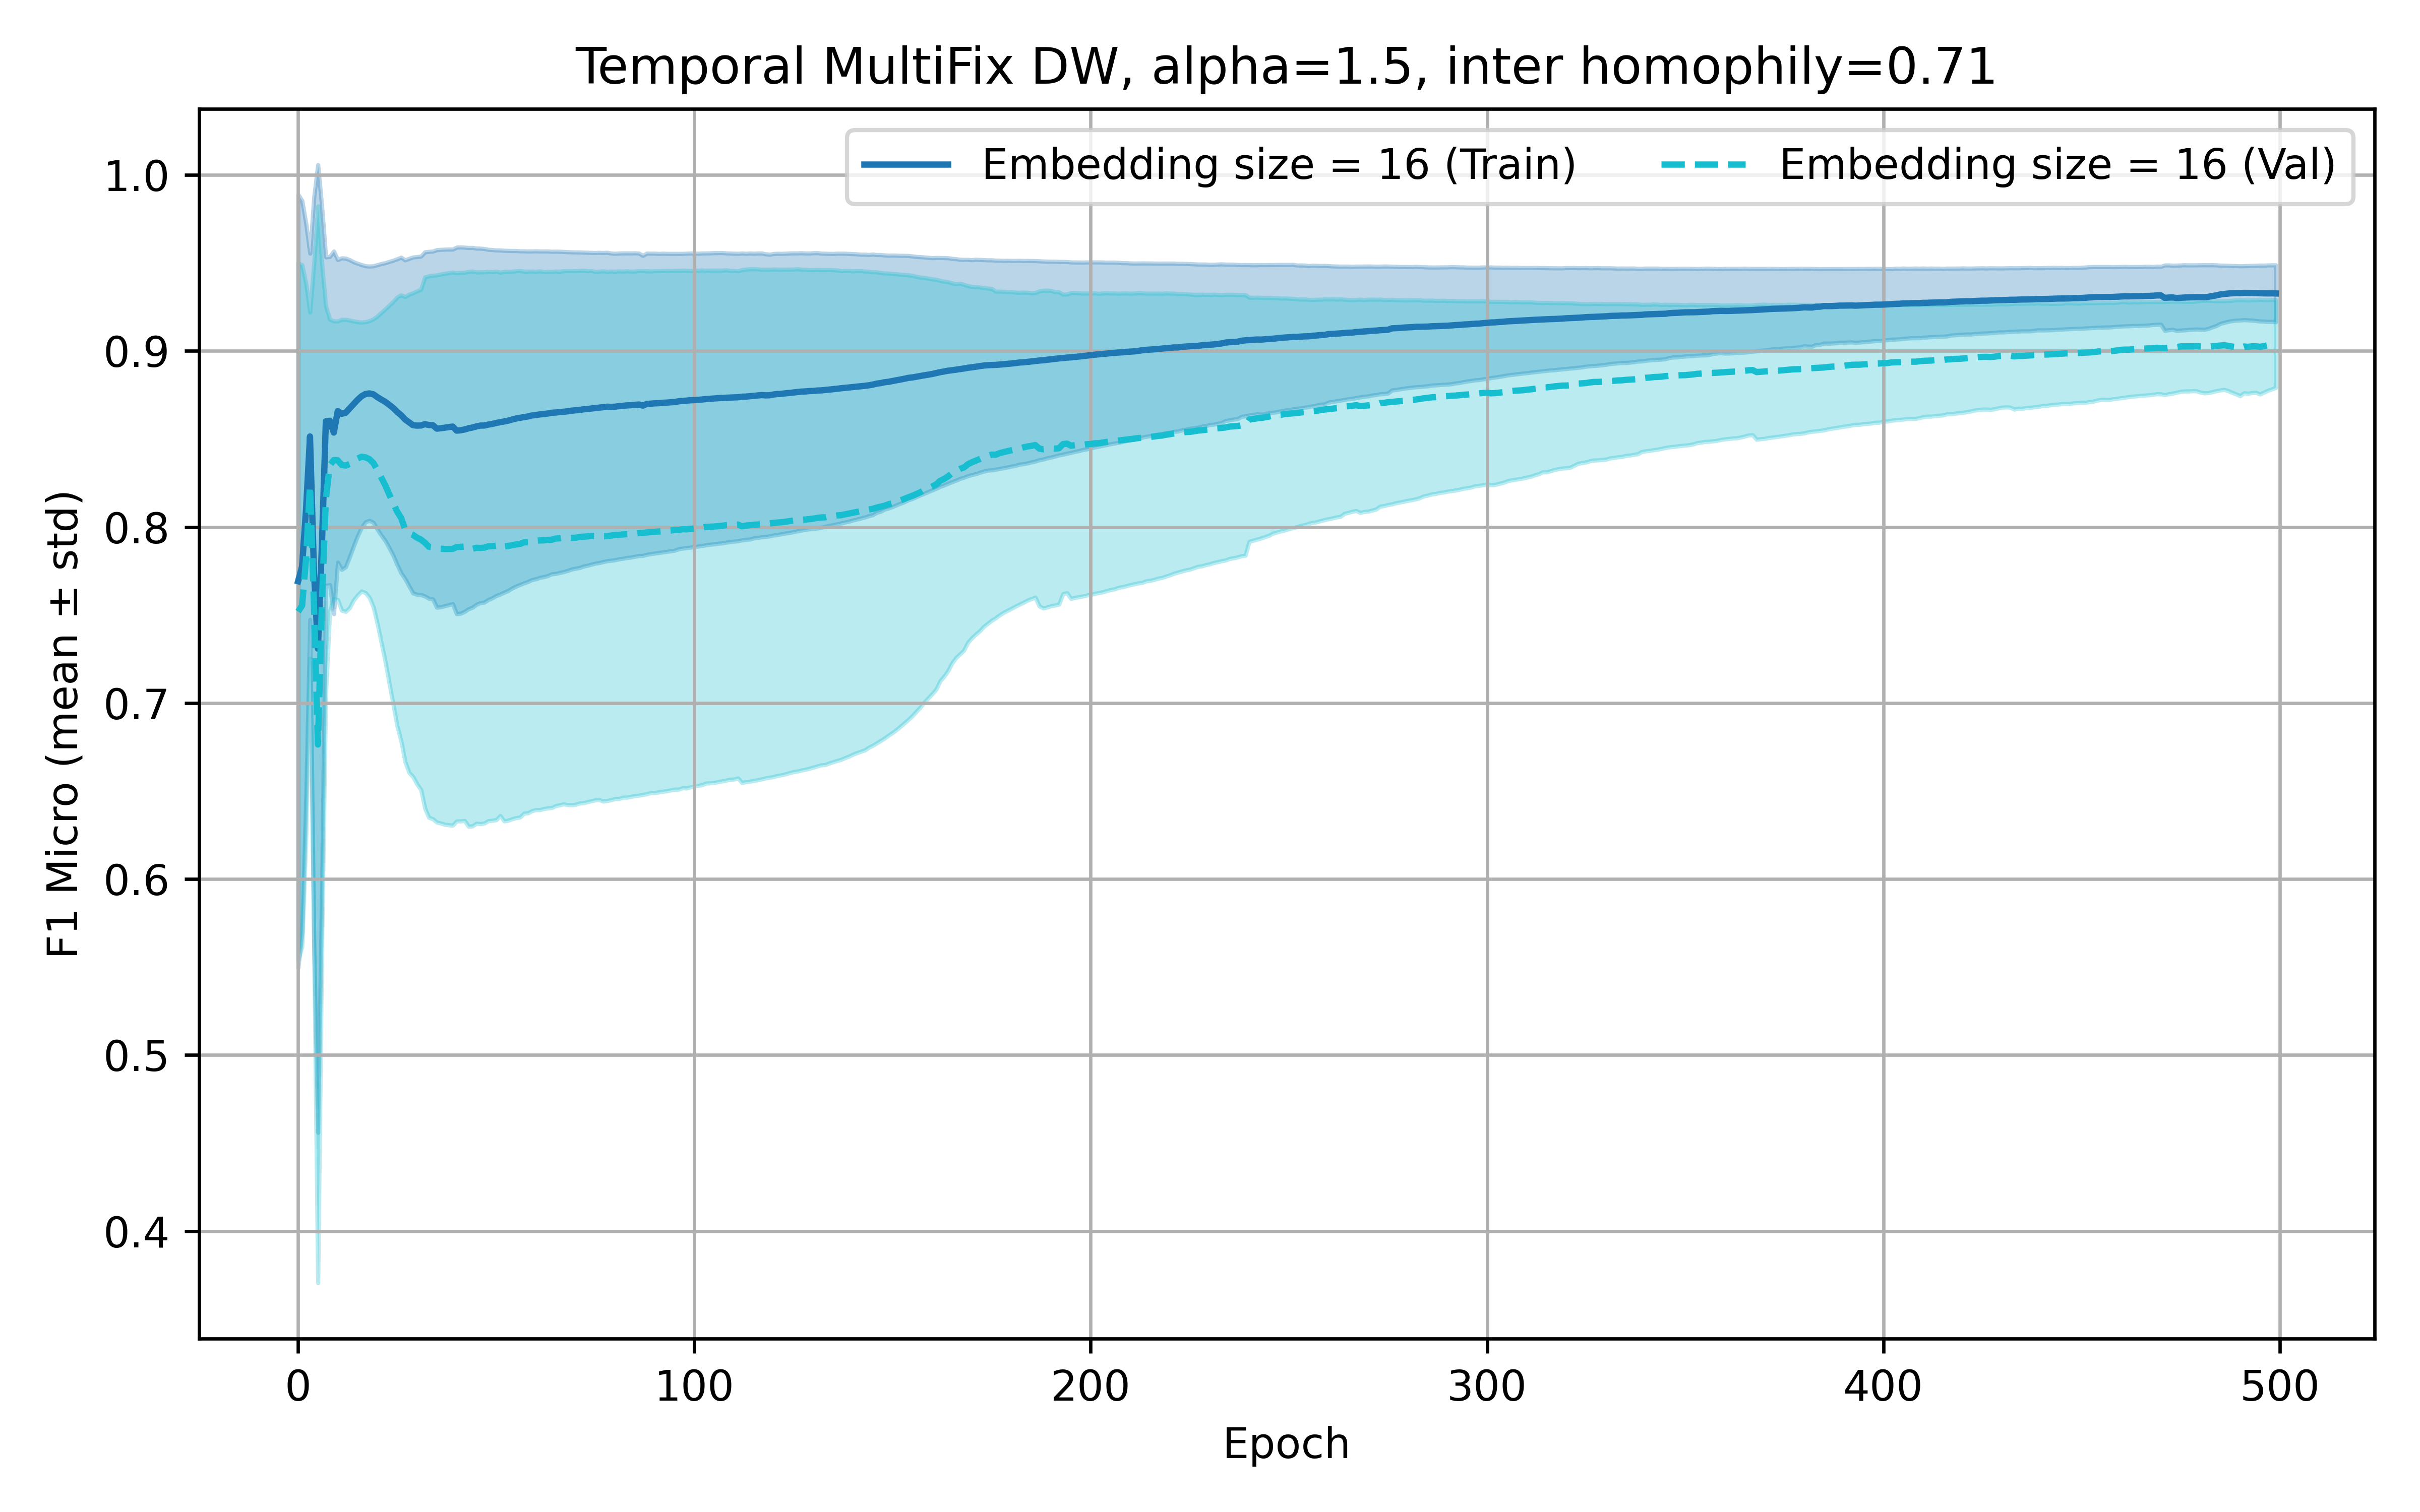 Temporal MultiFix DW, alpha=1.5, inter homophily=0.71
Embedding size = 16 (Train)
Embedding size = 16 (Val)
F1 Micro (mean ± std)
1.0
0.9
0.8
0.7
0.6
0.5
0.4
0
100
200
300
400
500
Epoch